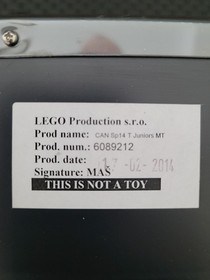 LEGO Production s.r.o.
Prod name: CAN Sp14 T Juniors MT
Prod. num.: 6089212
Prod. date: 17 -02- 2014
Signature: MAŠ
THIS IS NOT A TOY